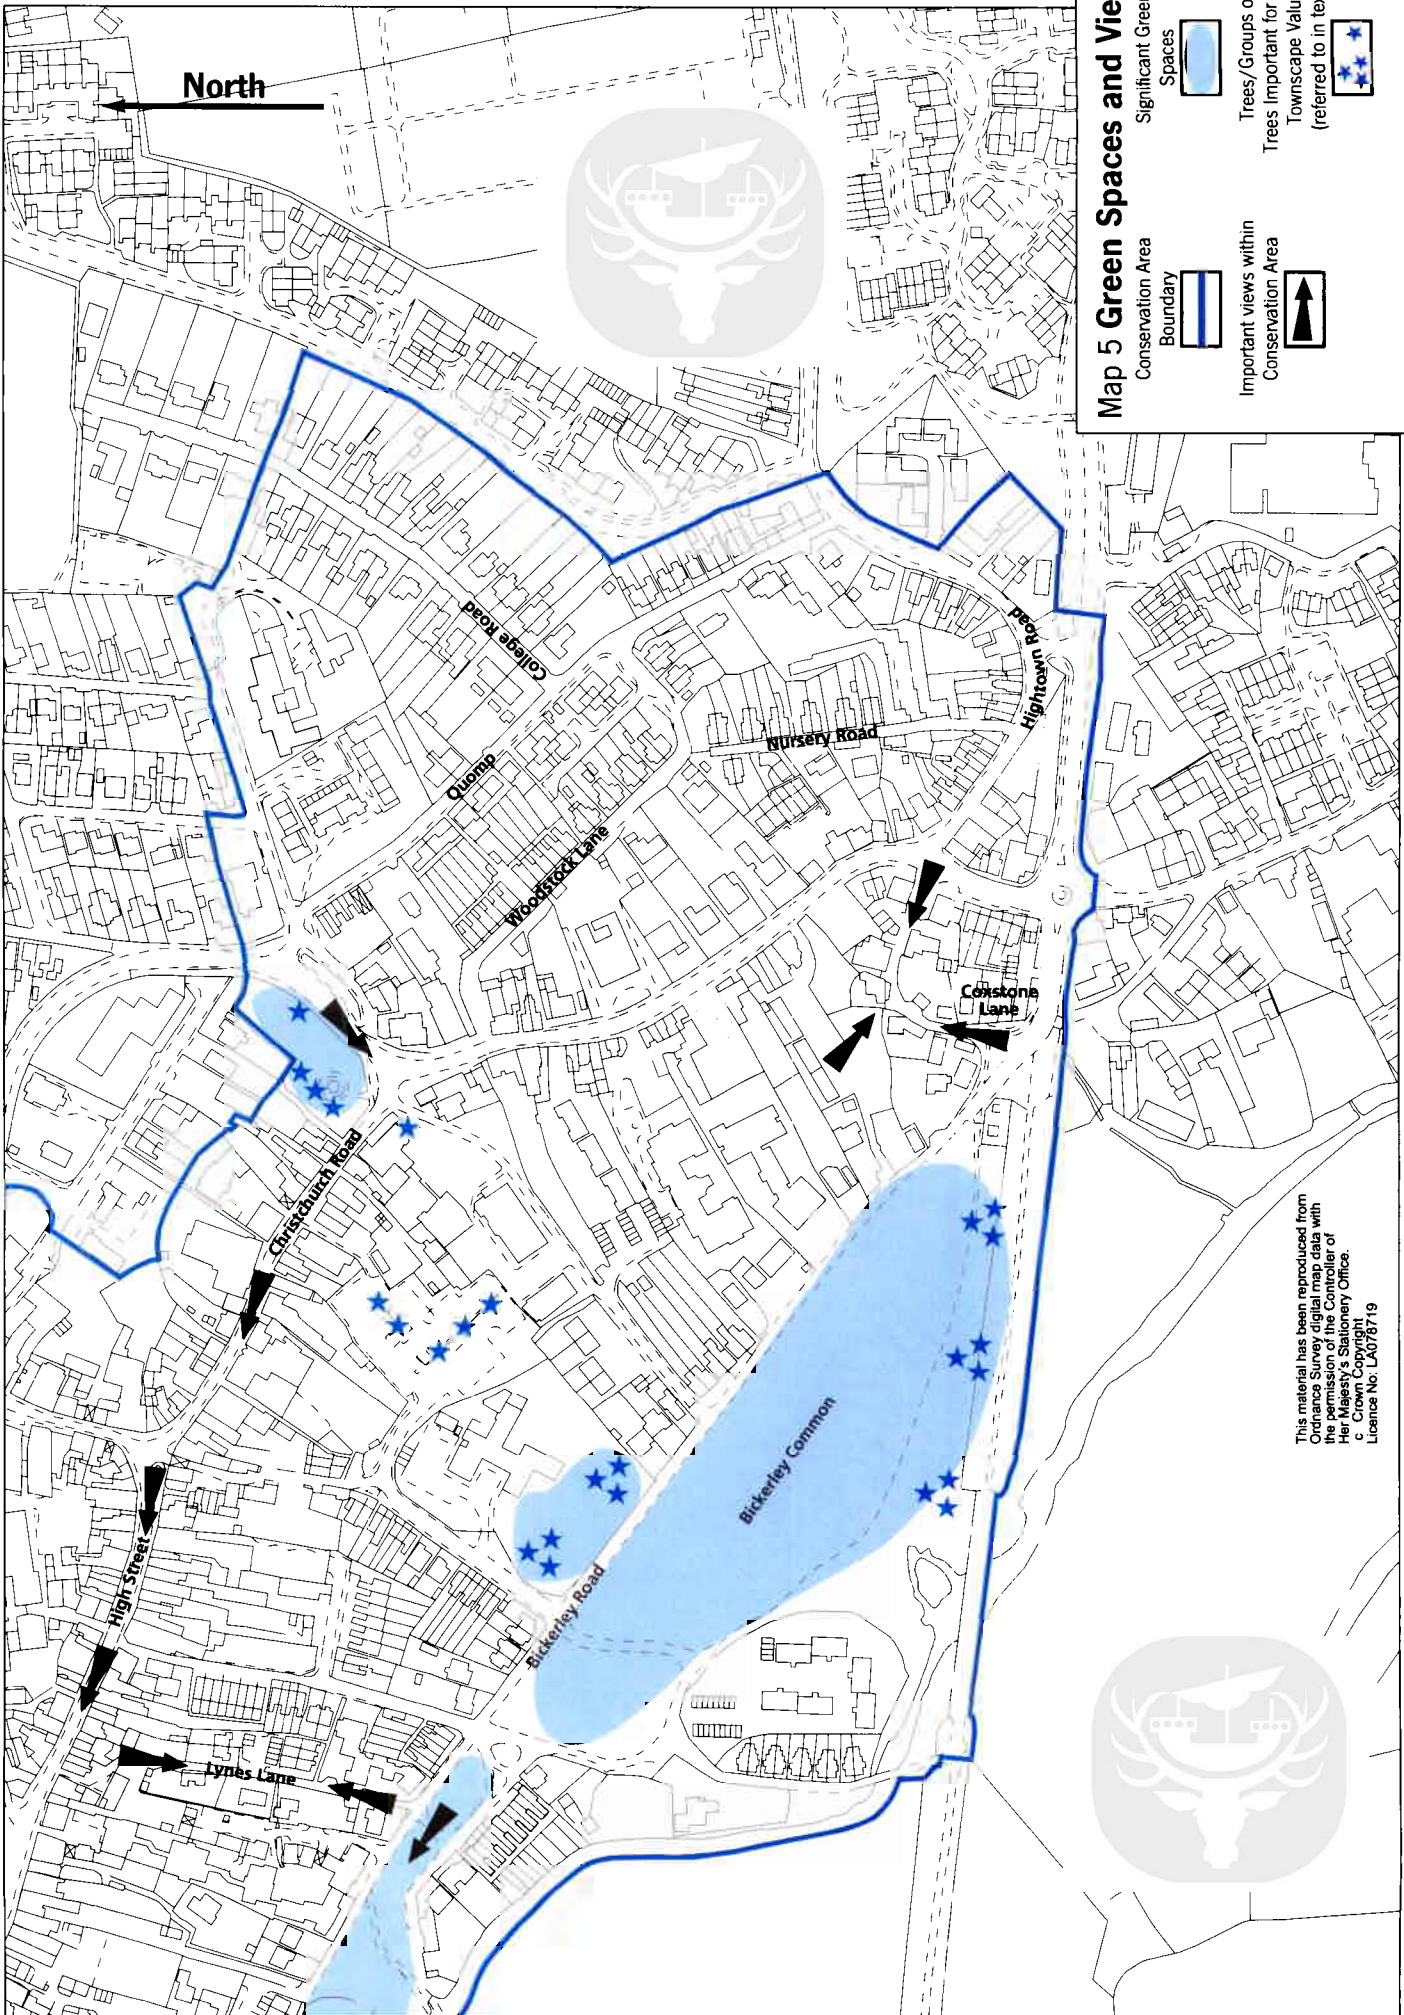 North
Map 5 Green Spaces and Vie
Conservation Area
Boundary
Significant Green
Spaces
Important views within
Conservation Area
Trees/Groups o
Trees Important for
Townscape Valu
(referred to in tex
College Road
Quomp
Woodstock Lane
Nursery Road
Hightown Road
Coxstone
Lane
Christchurch Road
High Street
Lynes Lane
Bickerley Road
Bickerley Common
This material has been reproduced from
Ordnance Survey digital map data with
the permission of the Controller of
Her Majesty's Stationery Office.
c Crown Copyright
Licence No: LA078719